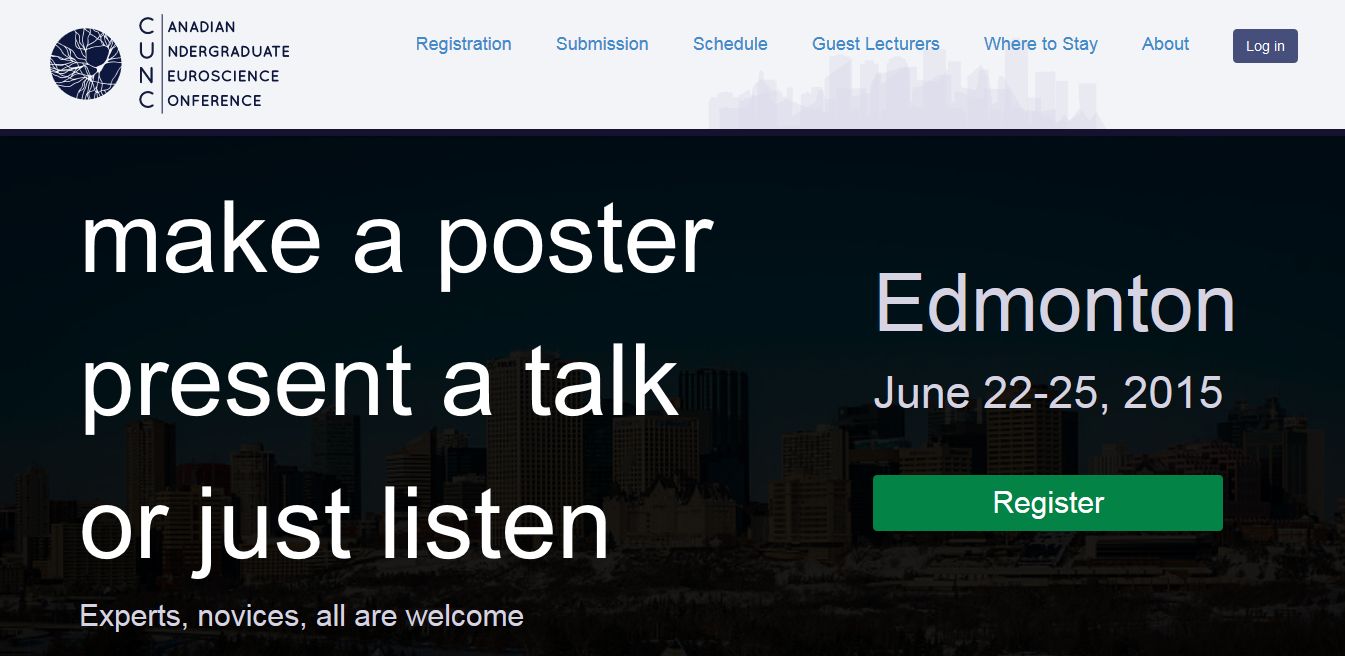 CANADIAN
UNDERGRADUATE
NEUROSCIENCE
CONFERENCE
Registration Submission Schedule Guest Lecturers Where to Stay About Log in
make a poster
present a talk
or just listen
Experts, novices, all are welcome
Edmonton
June 22-25, 2015
Register